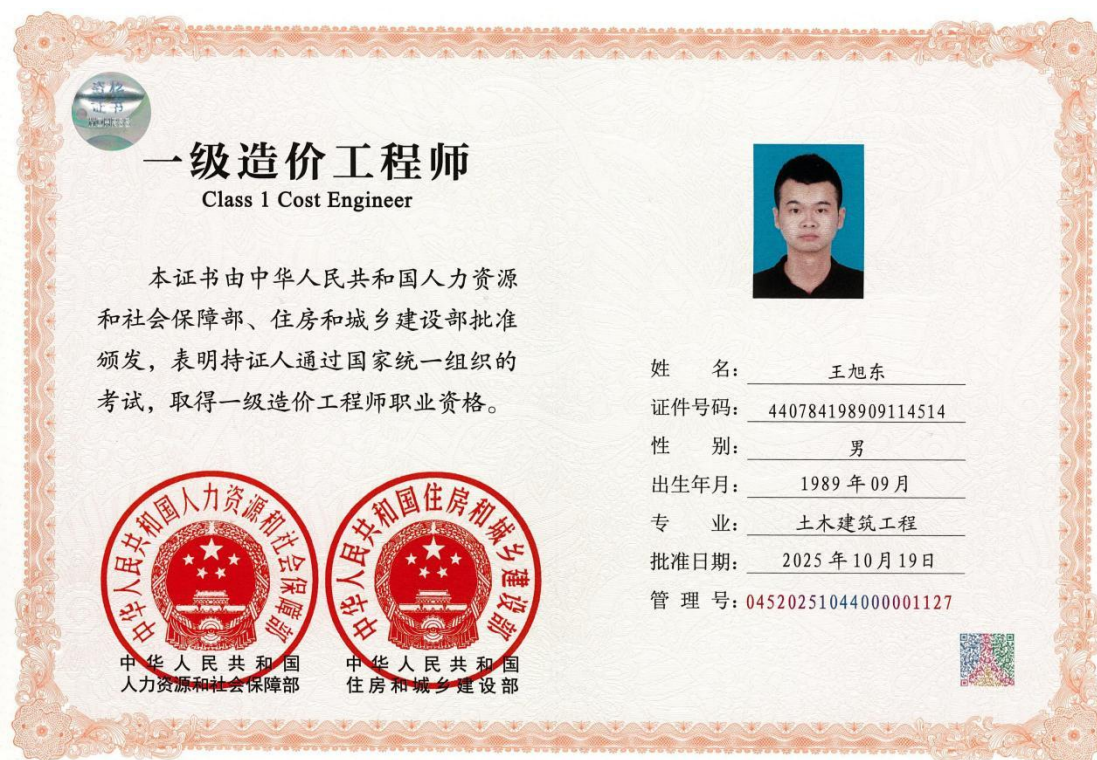 资格
证书
一级造价工程师
Class 1 Cost Engineer
本证书由中华人民共和国人力资源
和社会保障部、住房和城乡建设部批准
颁发，表明持证人通过国家统一组织的
考试，取得一级造价工程师职业资格。
中华人民共和国人力资源和社会保障部
中华人民共和国
人力资源和社会保障部
中华人民共和国住房和城乡建设部
中华人民共和国
住房和城乡建设部
姓 名：王旭东
证件号码：440784198909114514
性 别：男
出生年月：1989年09月
专 业：土木建筑工程
批准日期：2025年10月19日
管 理 号：04520251044000001127